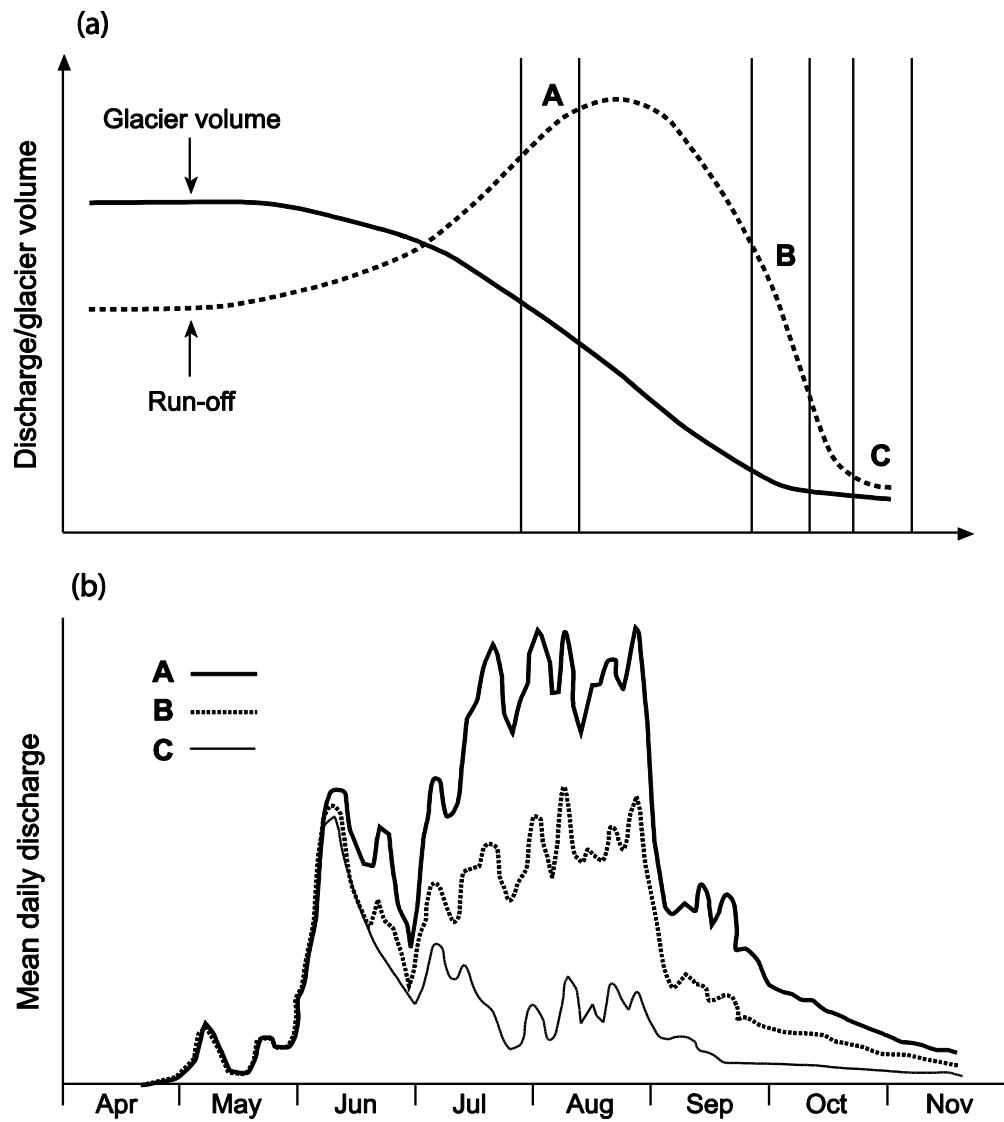 (a)
Glacier volume
A
Discharge/glacier volume
B
Run-off
C
(b)
A
B
C
Mean daily discharge
Apr May Jun Jul Aug Sep Oct Nov